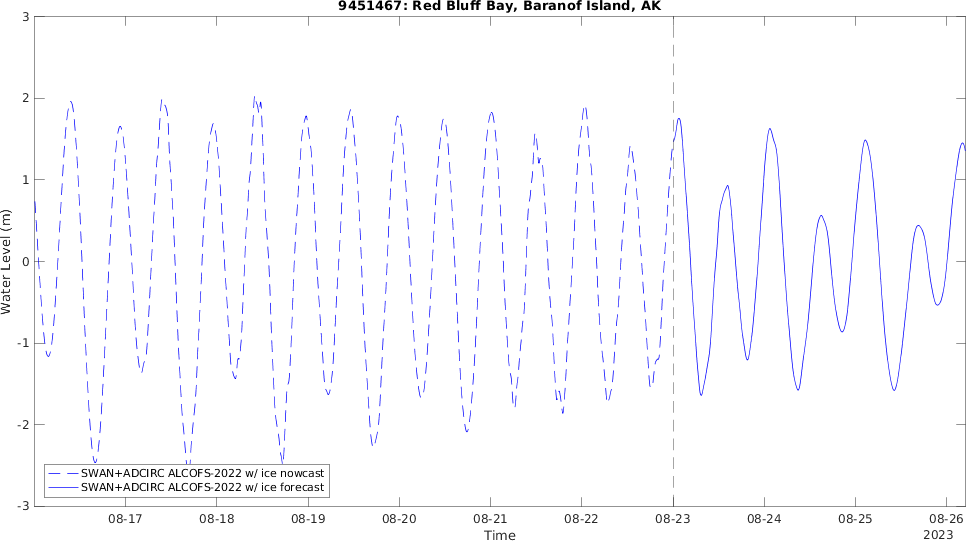 9451467: Red Bluff Bay, Baranof Island, AK
3
2
1
0
-1
-2
-3
Water Level (m)
SWAN+ADCIRC ALCOFS-2022 w/ ice nowcast
SWAN+ADCIRC ALCOFS-2022 w/ ice forecast
08-17 08-18 08-19 08-20 08-21 08-22 08-23 08-24 08-25 08-26
Time
2023